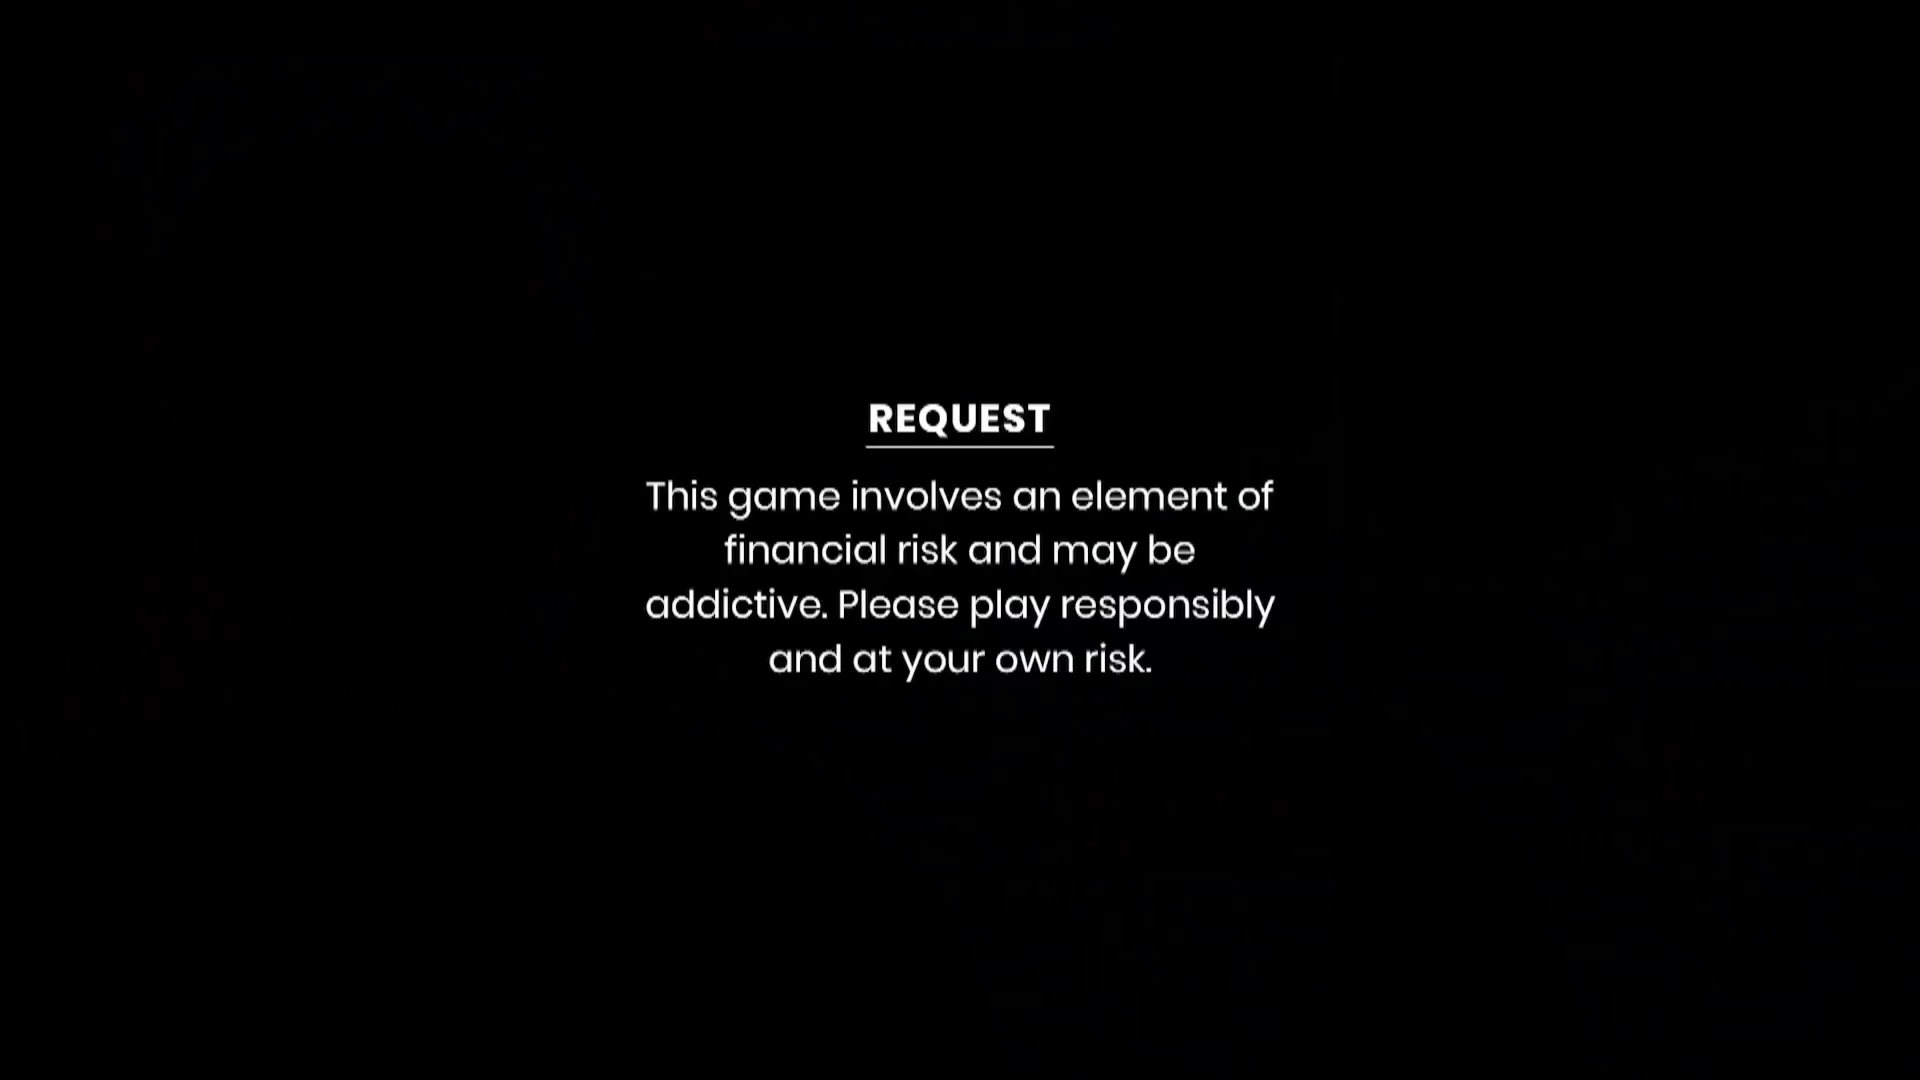 REQUEST
This game involves an element of
financial risk and may be
addictive. Please play responsibly
and at your own risk.